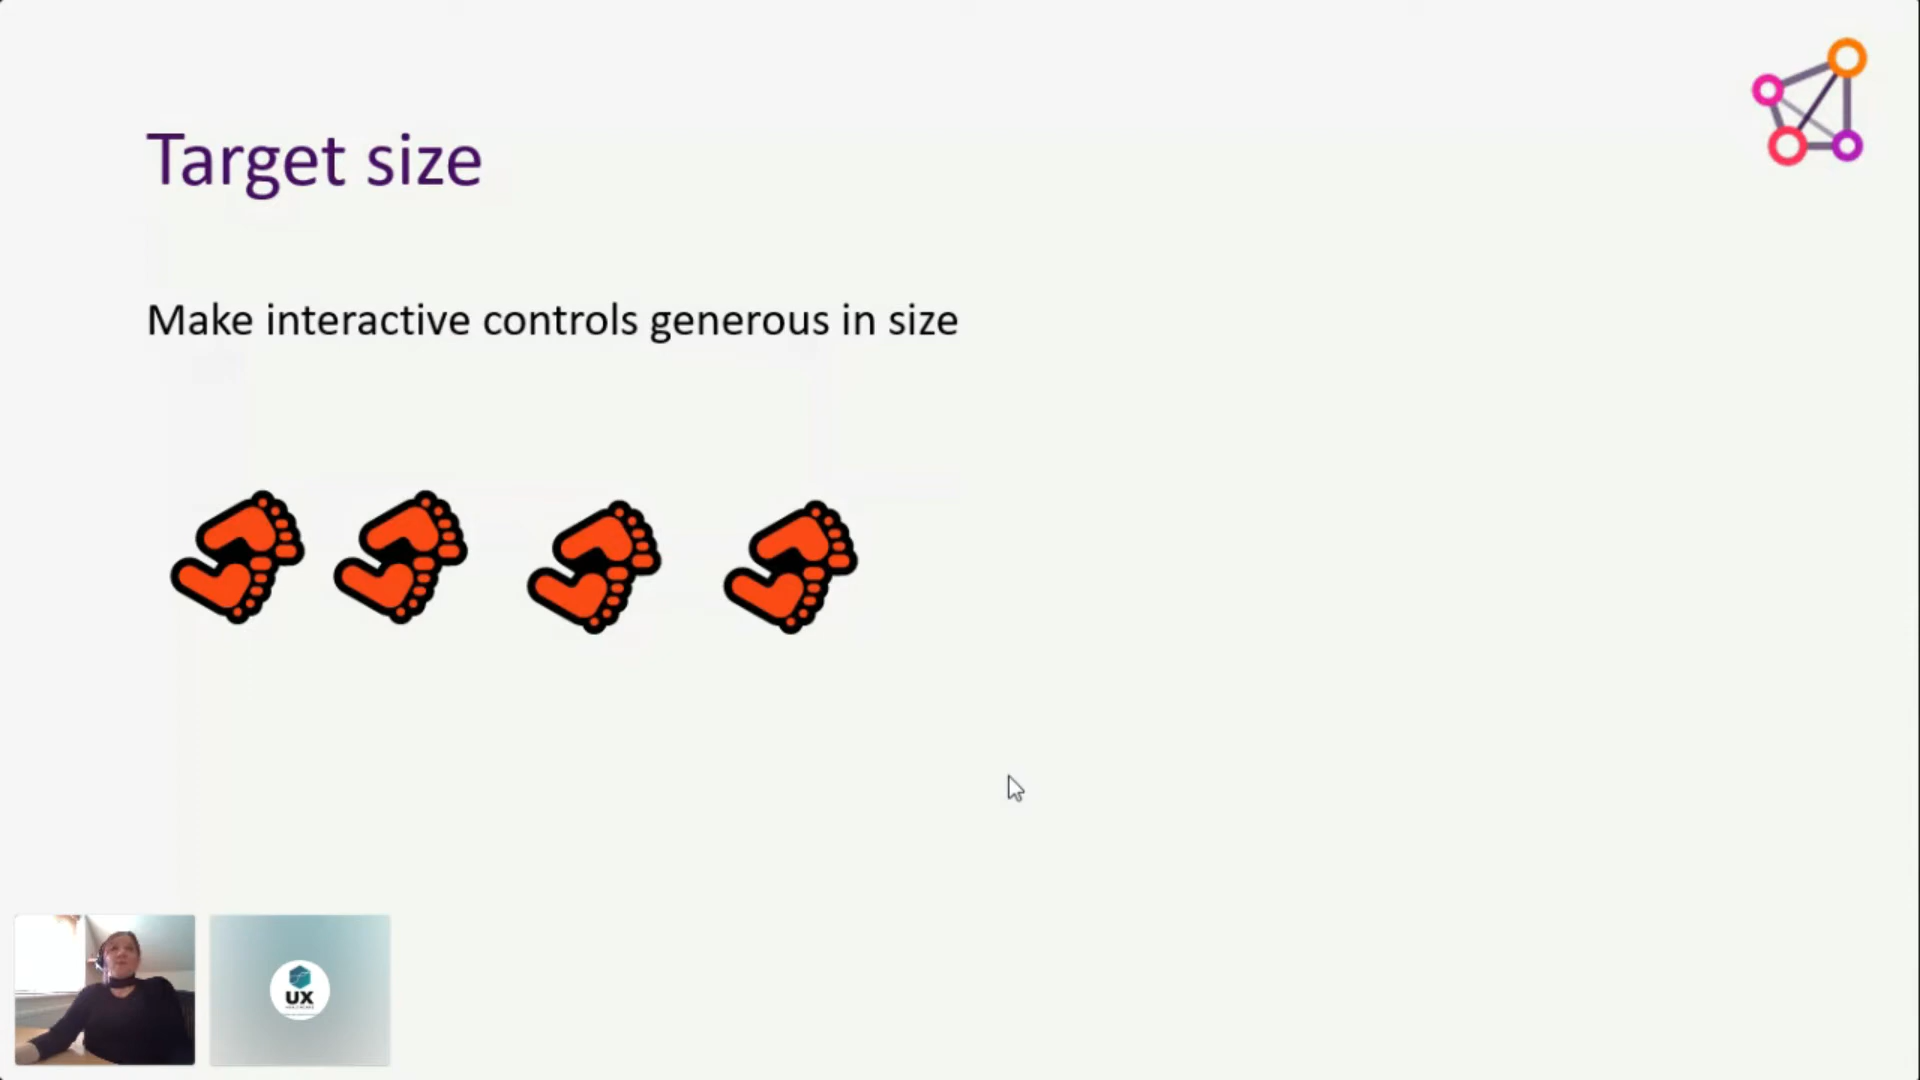 Target size
Make interactive controls generous in size
UX